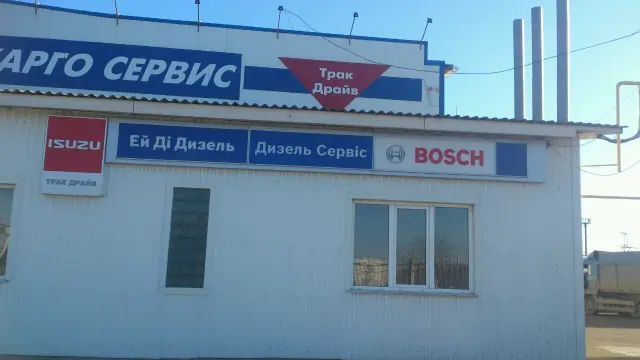 АРГО СЕРВИС
Трак
Драйв
ISUZU
ТРАК ДРАЙВ
Ей Ді Дизель
Дизель Сервіс
BOSCH